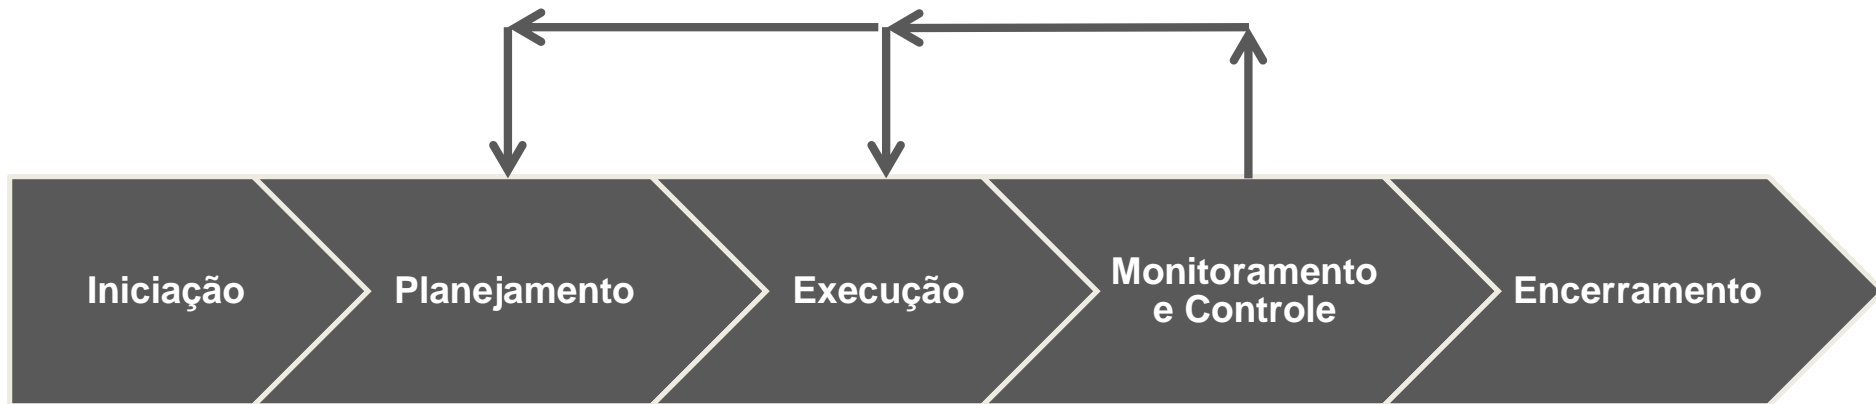 Iniciação
Planejamento
Execução
Monitoramento
e Controle
Encerramento